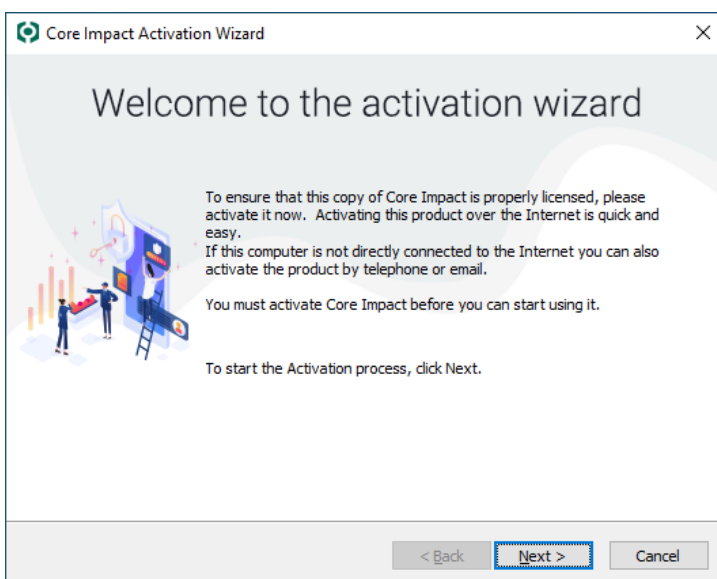 Core Impact Activation Wizard
Welcome to the activation wizard
To ensure that this copy of Core Impact is properly licensed, please
activate it now.  Activating this product over the Internet is quick and
easy.
If this computer is not directly connected to the Internet you can also
activate the product by telephone or email.
You must activate Core Impact before you can start using it.
To start the Activation process, click Next.
< Back Next > Cancel